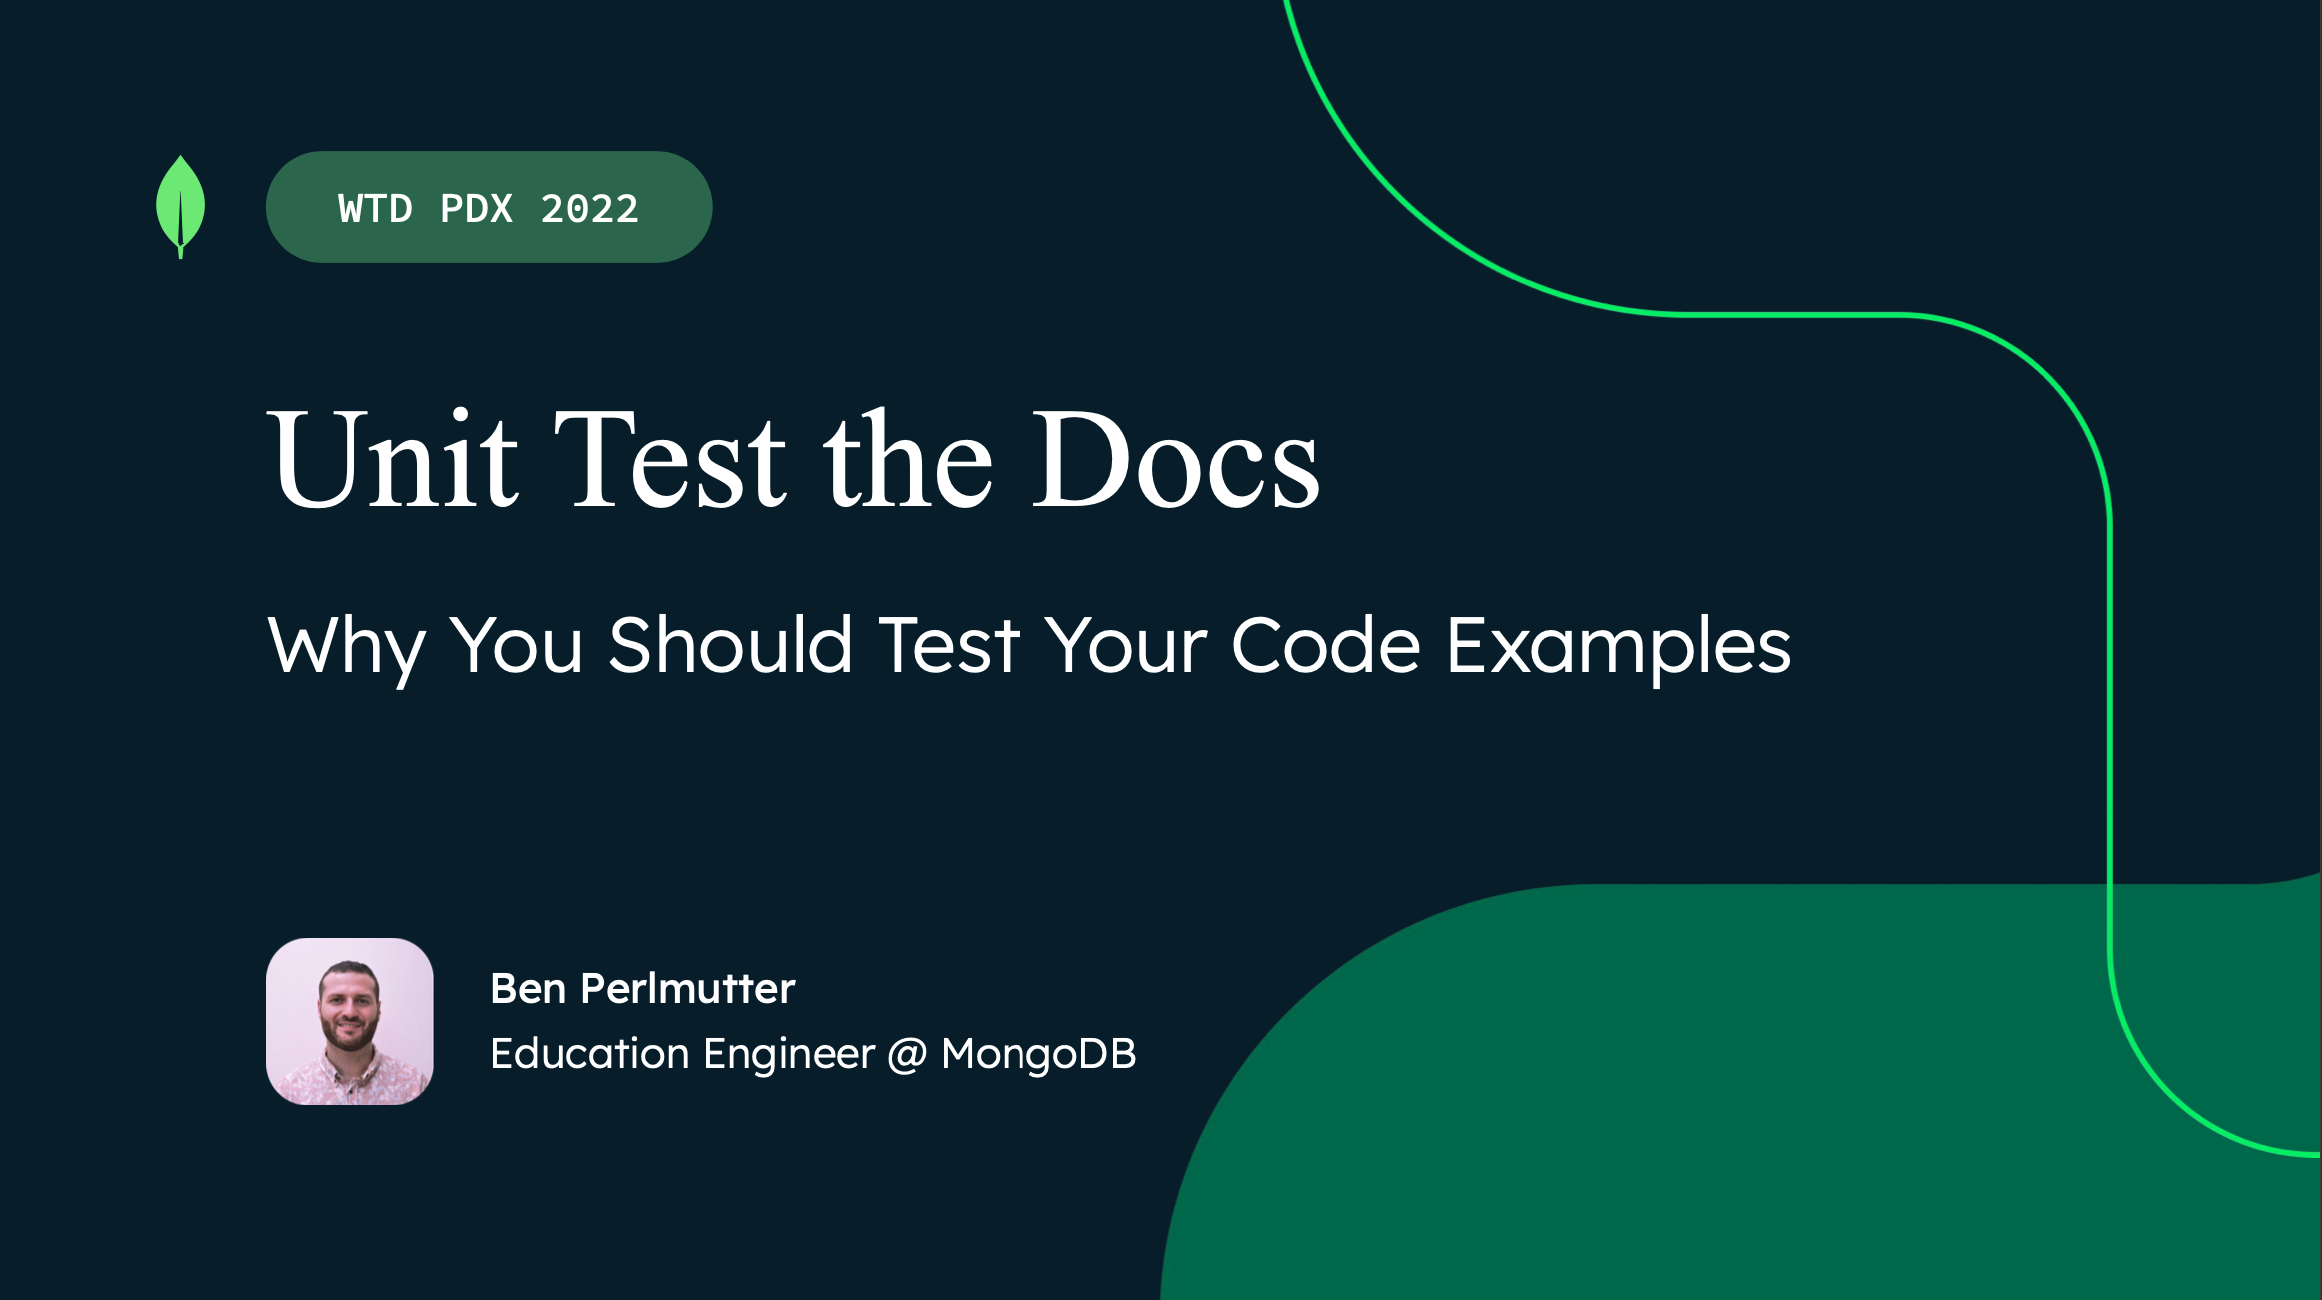 WTD PDX 2022
Unit Test the Docs
Why You Should Test Your Code Examples
Ben Perlmutter
Education Engineer @ MongoDB